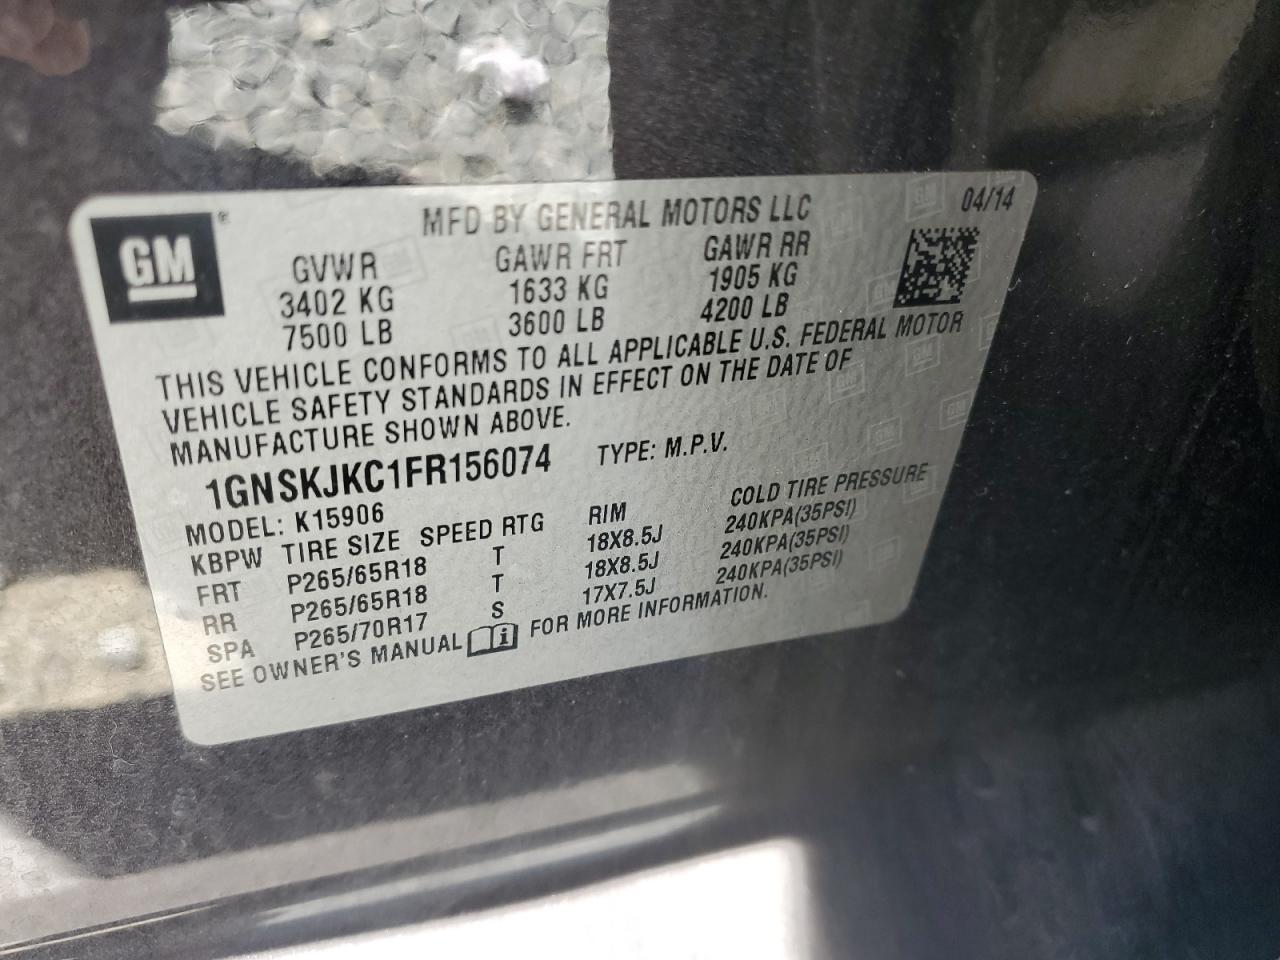 GM ®
MFD BY GENERAL MOTORS LLC 04/14
GVWR GAWR FRT GAWR RR
3402 KG 1633 KG 1905 KG
7500 LB 3600 LB 4200 LB
THIS VEHICLE CONFORMS TO ALL APPLICABLE U.S. FEDERAL MOTOR
VEHICLE SAFETY STANDARDS IN EFFECT ON THE DATE OF
MANUFACTURE SHOWN ABOVE.
1GNSKJKC1FR156074 TYPE: M.P.V.
MODEL: K15906
KBPW TIRE SIZE SPEED RTG RIM COLD TIRE PRESSURE
FRT P265/65R18 T 18X8.5J 240KPA(35PSI)
RR P265/65R18 T 18X8.5J 240KPA(35PSI)
SPA P265/70R17 S 17X7.5J 240KPA(35PSI)
SEE OWNER'S MANUAL i FOR MORE INFORMATION.